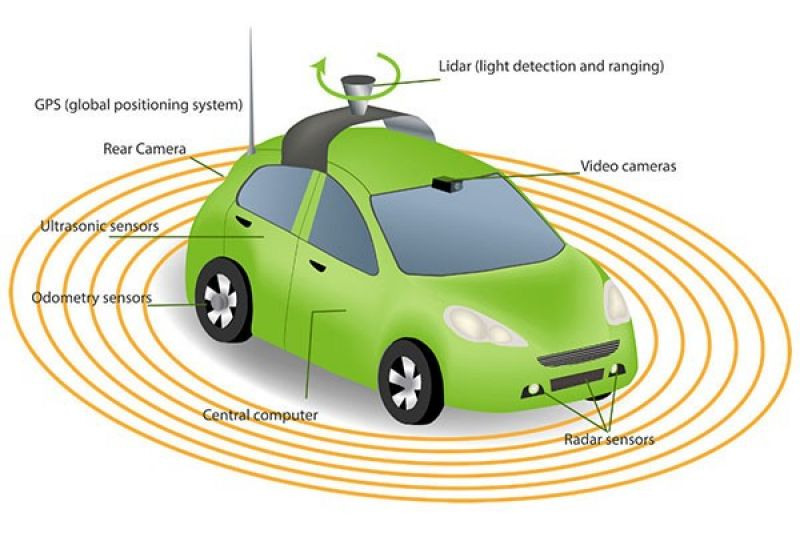 Lidar (light detection and ranging)
GPS (global positioning system)
Rear Camera
Video cameras
Ultrasonic sensors
Odometry sensors
Central computer
Radar sensors